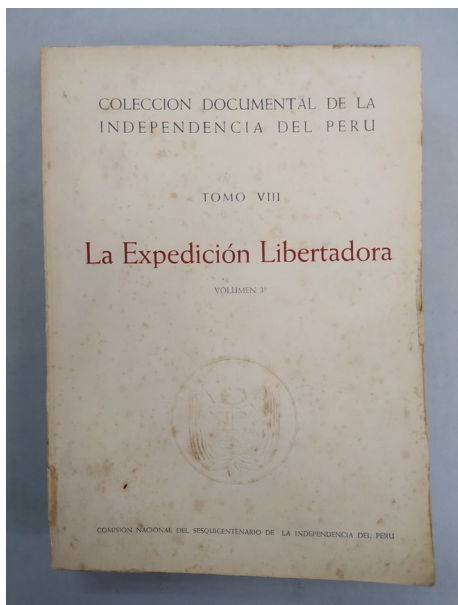 COLECCION DOCUMENTAL DE LA
INDEPENDENCIA DEL PERU
TOMO VIII
La Expedición Libertadora
VOLUMEN 3º
COMISION NACIONAL DEL SESQUICENTENARIO DE LA INDEPENDENCIA DEL PERU